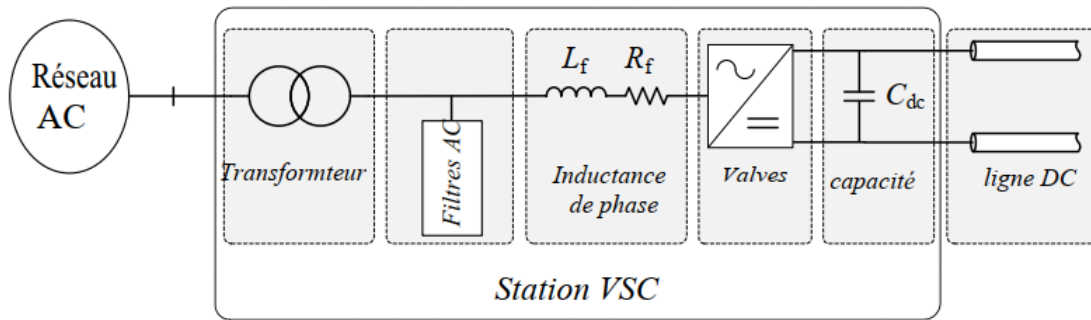 Réseau
AC
Transformteur
Filtres AC
Lf Rf
Inductance
de phase
Valves
Cdc
capacité
ligne DC
Station VSC